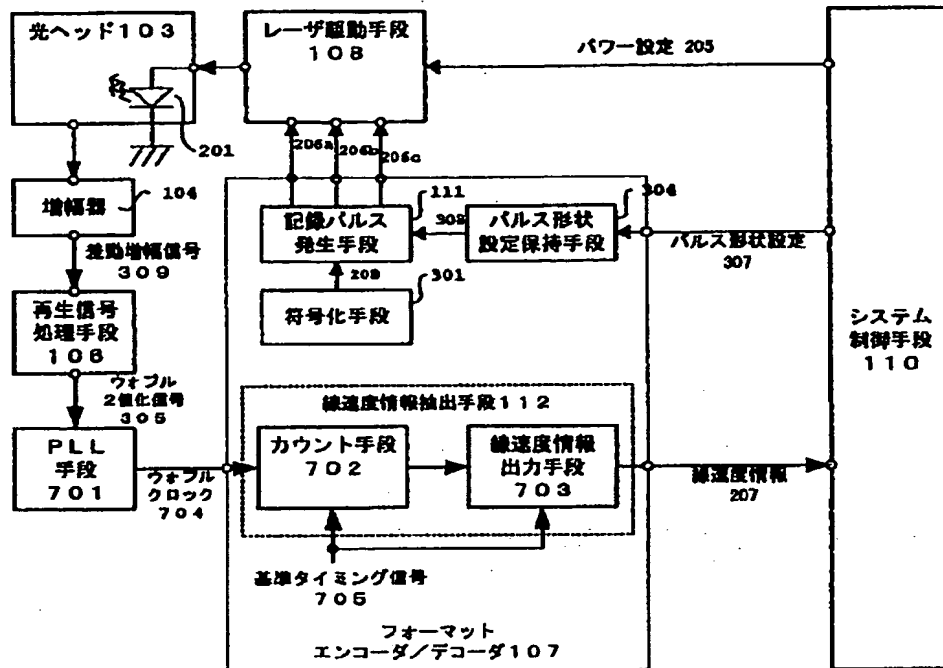 光ヘッド103
201
レーザ駆動手段
108
パワー設定 205
206a
206b
206c
増幅器
104
差動増幅信号
309
再生信号
処理手段
106
ウォブル
2値化信号
305
PLL
手段
701
ウォブル
クロック
704
記録パルス
発生手段
111
308
パルス形状
設定保持手段
304
パルス形状設定
307
208
符号化手段
301
線速度情報抽出手段112
カウント手段
702
線速度情報
出力手段
703
線速度情報
207
基準タイミング信号
705
フォーマット
エンコーダ/デコーダ107
システム
制御手段
110